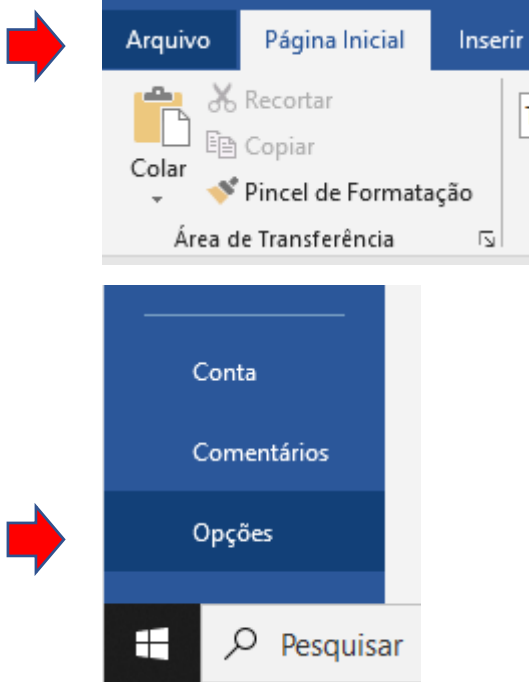 Arquivo Página Inicial Inserir
Recortar
Copiar
Colar
Pincel de Formatação
Área de Transferência
Conta
Comentários
Opções
Pesquisar